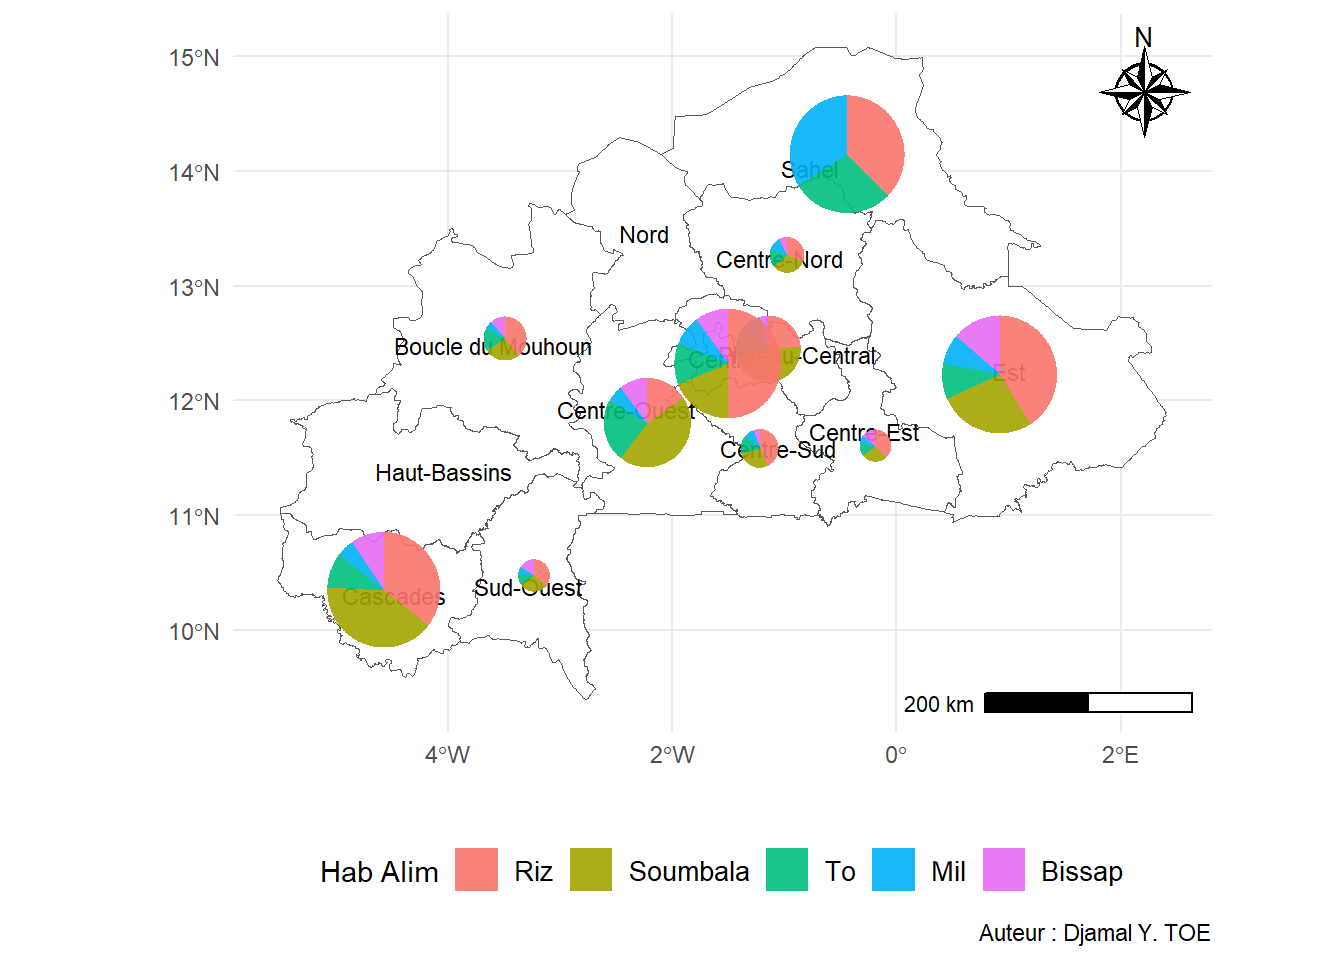 N
15°N
14°N
13°N
12°N
11°N
10°N
Sahel
Nord
Centre-Nord
Boucle du Mouhoun
Plateau-Central
Centre
Est
Centre-Ouest
Centre-Est
Centre-Sud
Haut-Bassins
Sud-Ouest
Cascades
200 km
4°W 2°W 0° 2°E
Hab Alim Riz Soumbala To Mil Bissap
Auteur : Djamal Y. TOE